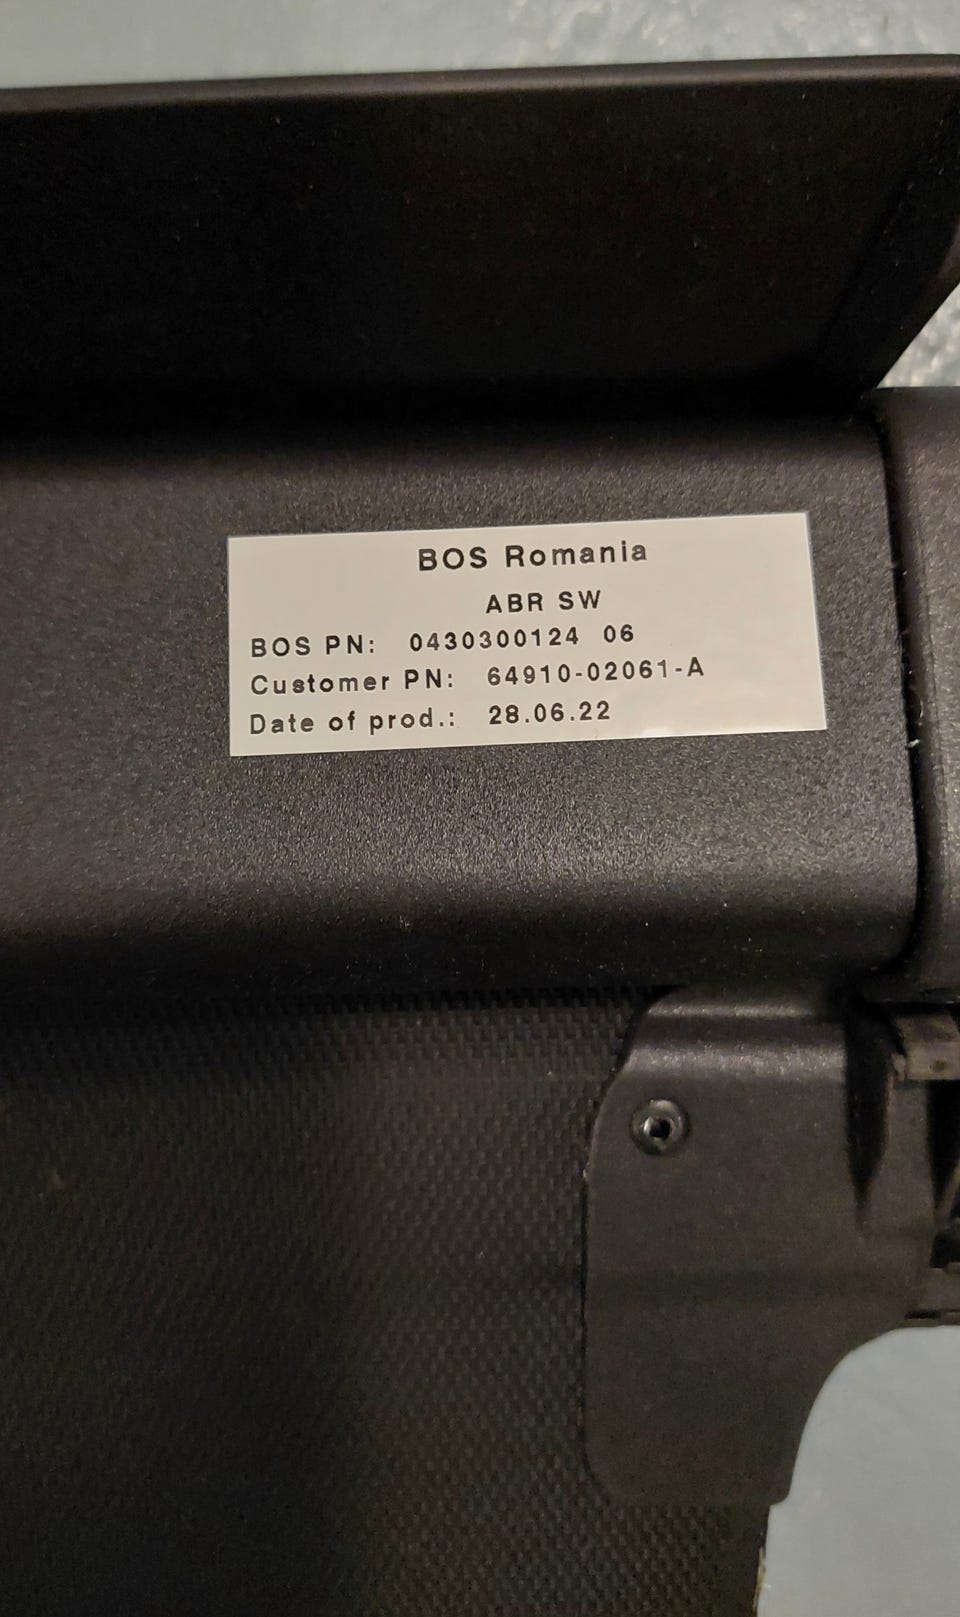 BOS Romania
ABR SW
BOS PN: 0430300124 06
Customer PN: 64910-02061-A
Date of prod.: 28.06.22